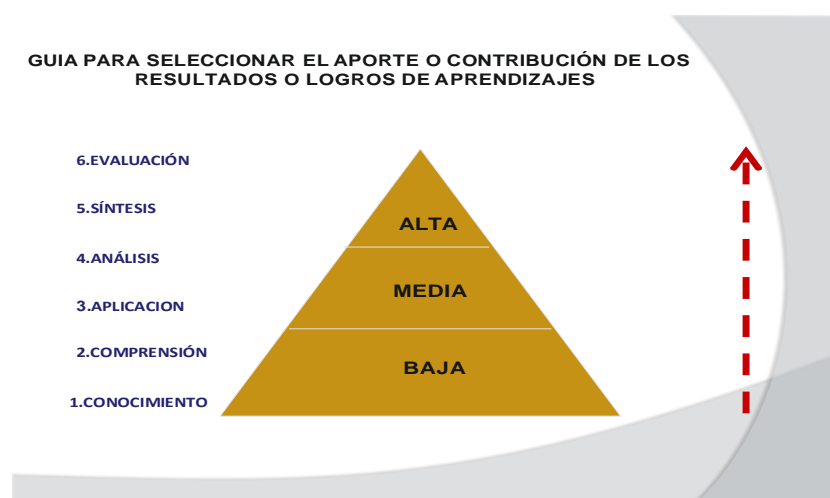 GUIA PARA SELECCIONAR EL APORTE O CONTRIBUCIÓN DE LOS
RESULTADOS O LOGROS DE APRENDIZAJES
6.EVALUACIÓN
5.SÍNTESIS
ALTA
4.ANÁLISIS
MEDIA
3.APLICACION
2.COMPRENSIÓN
BAJA
1.CONOCIMIENTO